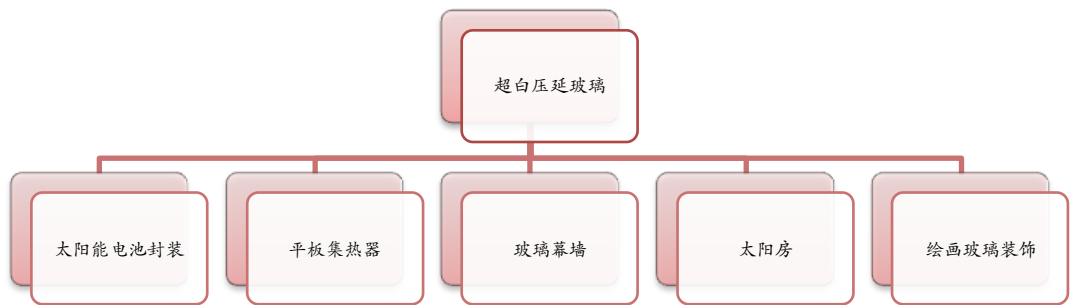 超白压延玻璃
太阳能电池封装
平板集热器
玻璃幕墙
太阳房
绘画玻璃装饰